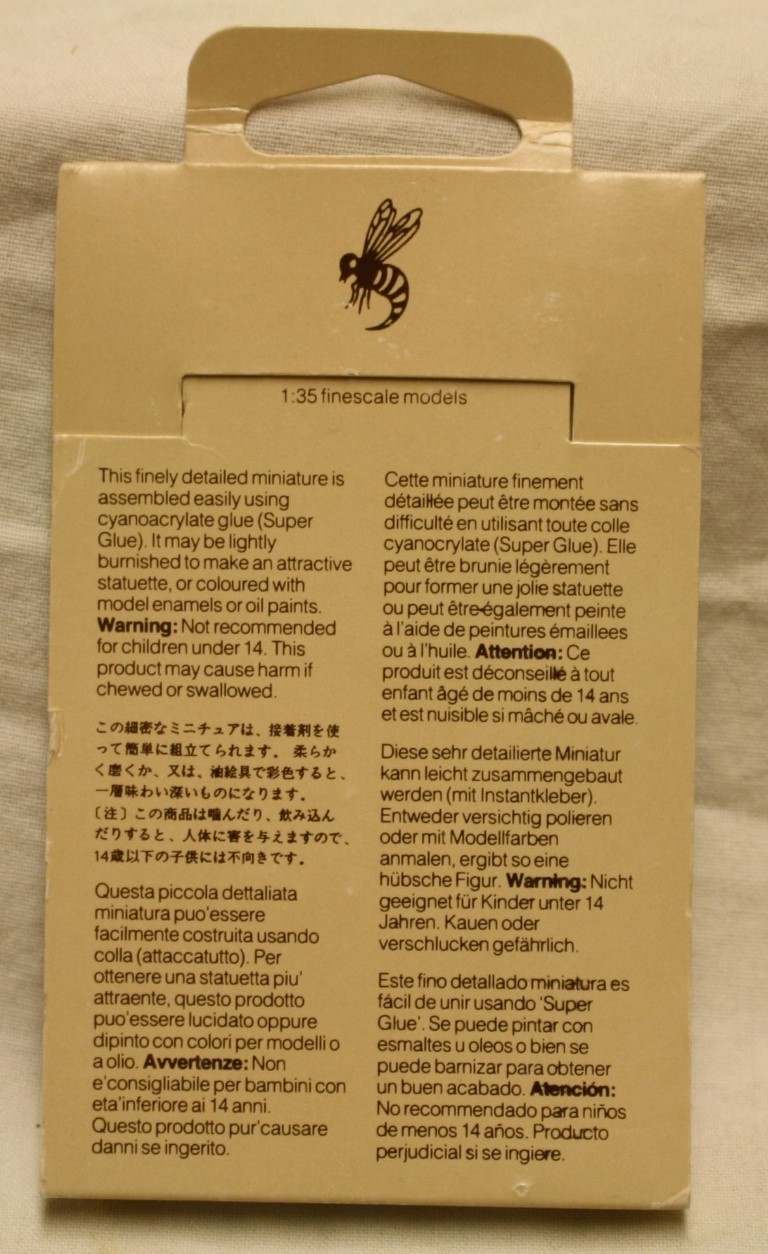 1:35 finescale models
This finely detailed miniature is
assembled easily using
cyanoacrylate glue (Super
Glue). It may be lightly
burnished to make an attractive
statuette, or coloured with
model enamels or oil paints.
Warning: Not recommended
for children under 14. This
product may cause harm if
chewed or swallowed.
この細密なミニチュアは、接着剤を使
って簡単に組立てられます。柔らか
く磨くか、又は、油絵具で彩色すると、
一層味わい深いものになります。
〔注〕この商品は噛んだり、飲み込ん
だりすると、人体に害を与えますので、
14歳以下の子供には不向きです。
Questa piccola dettaliata
miniatura puo'essere
facilmente costruita usando
colla (attaccatutto). Per
ottenere una statuetta piu'
attraente, questo prodotto
puo'essere lucidato oppure
dipinto con colori per modelli o
a olio. Avvertenze: Non
e'consigliabile per bambini con
eta'inferiore ai 14 anni.
Questo prodotto pur'causare
danni se ingerito.
Cette miniature finement
détaillée peut être montée sans
difficulté en utilisant toute colle
cyanocrylate (Super Glue). Elle
peut être brunie légèrement
pour former une jolie statuette
ou peut être également peinte
à l'aide de peintures émaillees
ou à l'huile. Attention: Ce
produit est déconseillé à tout
enfant âgé de moins de 14 ans
et est nuisible si mâché ou avale.
Diese sehr detailierte Miniatur
kann leicht zusammengebaut
werden (mit Instantkleber).
Entweder versichtig polieren
oder mit Modellfarben
anmalen, ergibt so eine
hübsche Figur. Warning: Nicht
geeignet für Kinder unter 14
Jahren. Kauen oder
verschlucken gefährlich.
Este fino detallado miniatura es
fácil de unir usando 'Super
Glue'. Se puede pintar con
esmaltes u oleos o bien se
puede barnizar para obtener
un buen acabado. Atención:
No recommendado para niños
de menos 14 años. Producto
perjudicial si se ingiere.